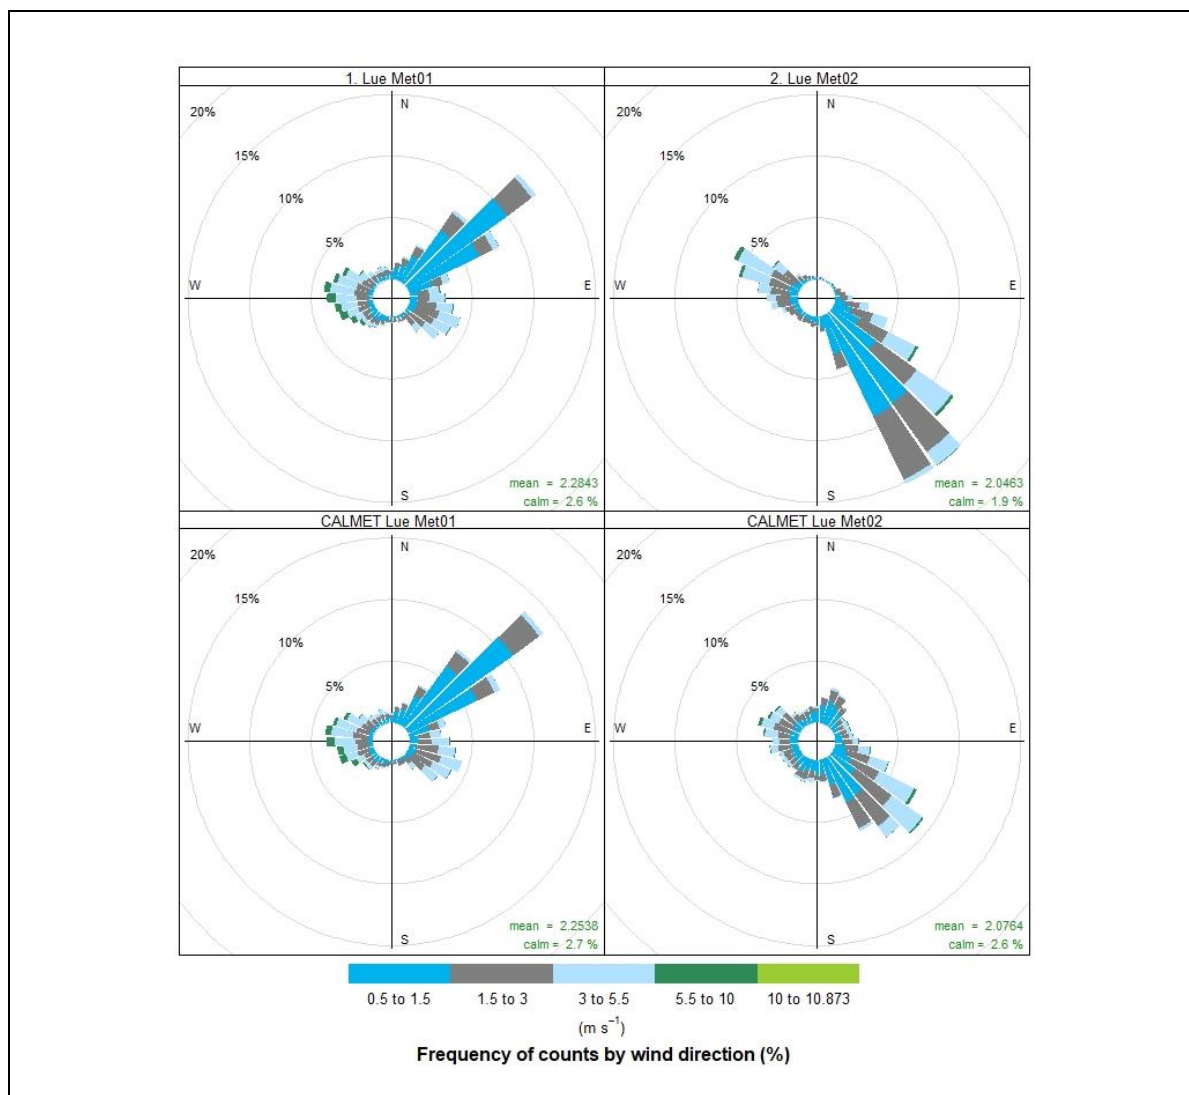 1. Lue Met01
2. Lue Met02
20%
15%
10%
5%
N
W
E
S
mean = 2.2843
calm = 2.6 %
20%
15%
10%
5%
N
W
E
S
mean = 2.0463
calm = 1.9 %
CALMET Lue Met01
CALMET Lue Met02
20%
15%
10%
5%
N
W
E
S
mean = 2.2538
calm = 2.7 %
20%
15%
10%
5%
N
W
E
S
mean = 2.0764
calm = 2.6 %
0.5 to 1.5 1.5 to 3 3 to 5.5 5.5 to 10 10 to 10.873
(m s⁻¹)
Frequency of counts by wind direction (%)